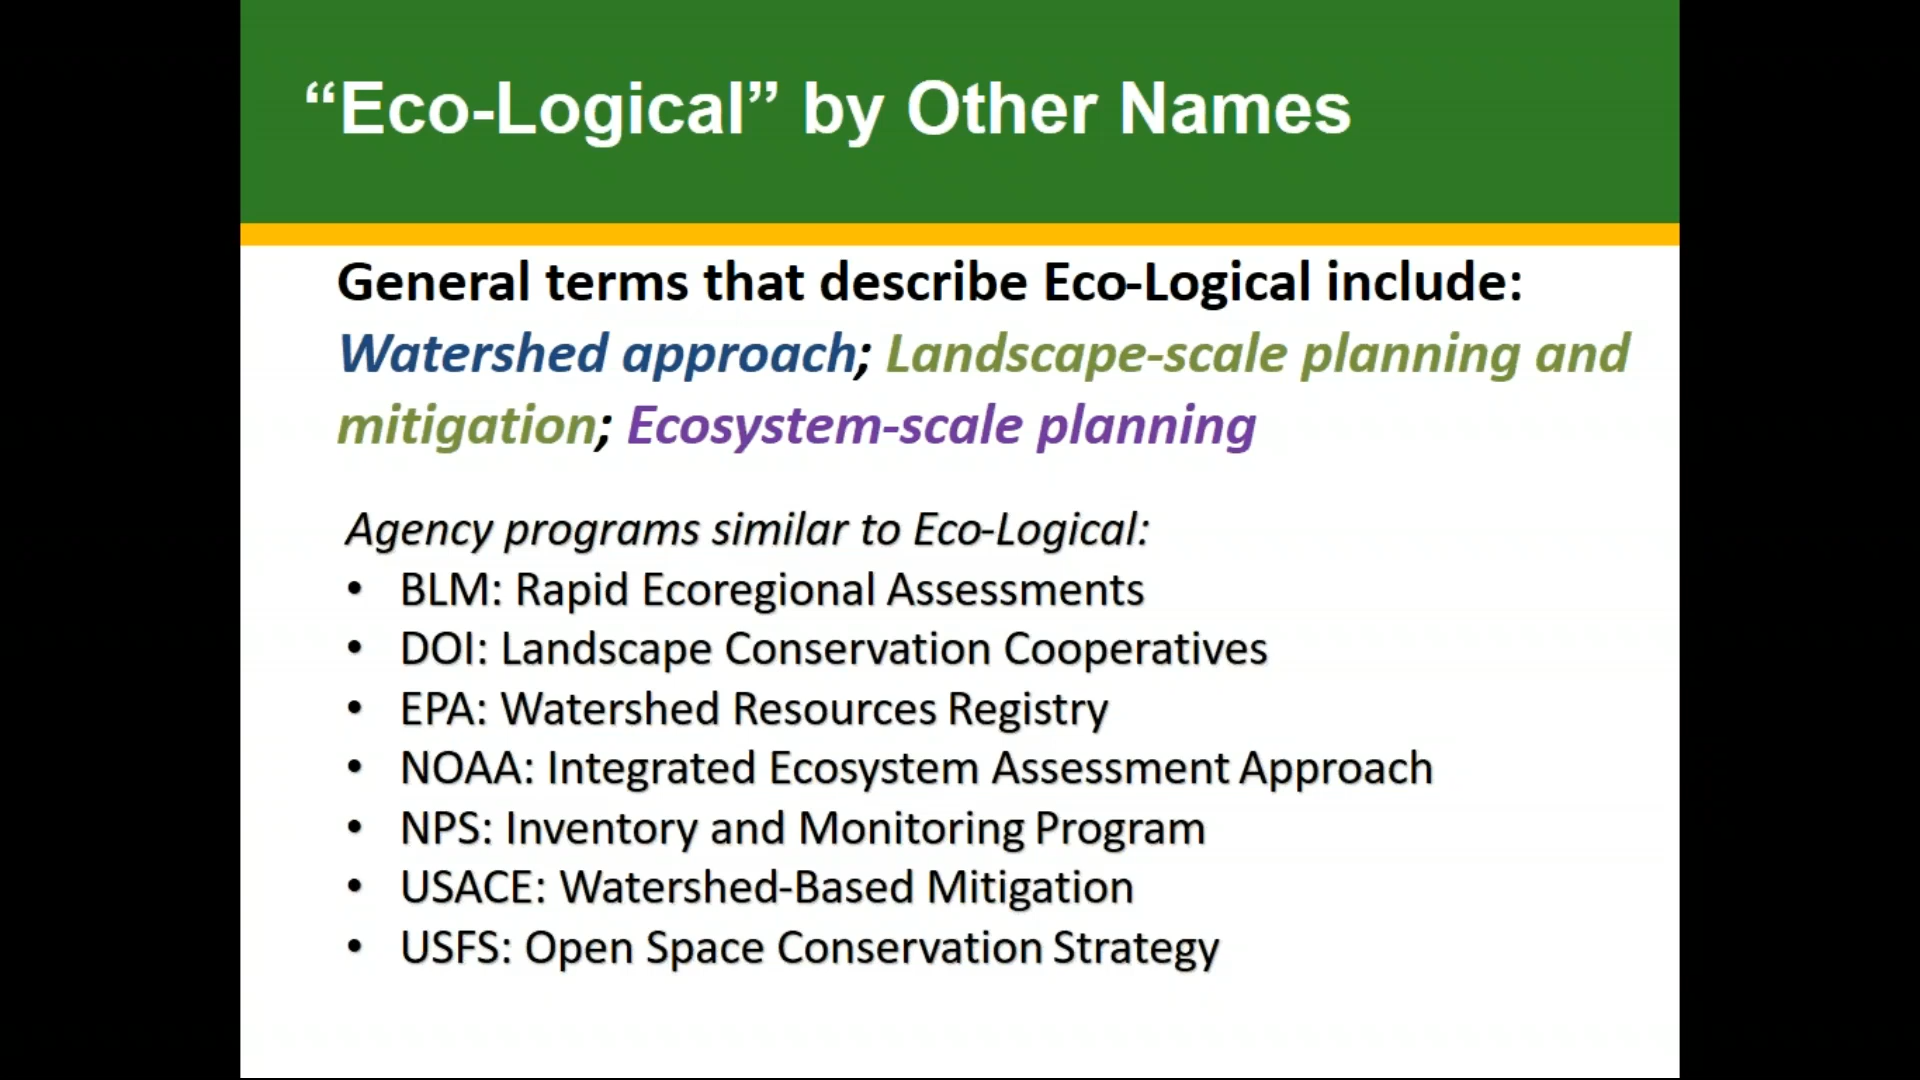 “Eco-Logical” by Other Names
General terms that describe Eco-Logical include:
Watershed approach; Landscape-scale planning and
mitigation; Ecosystem-scale planning
Agency programs similar to Eco-Logical:
• BLM: Rapid Ecoregional Assessments
• DOI: Landscape Conservation Cooperatives
• EPA: Watershed Resources Registry
• NOAA: Integrated Ecosystem Assessment Approach
• NPS: Inventory and Monitoring Program
• USACE: Watershed-Based Mitigation
• USFS: Open Space Conservation Strategy